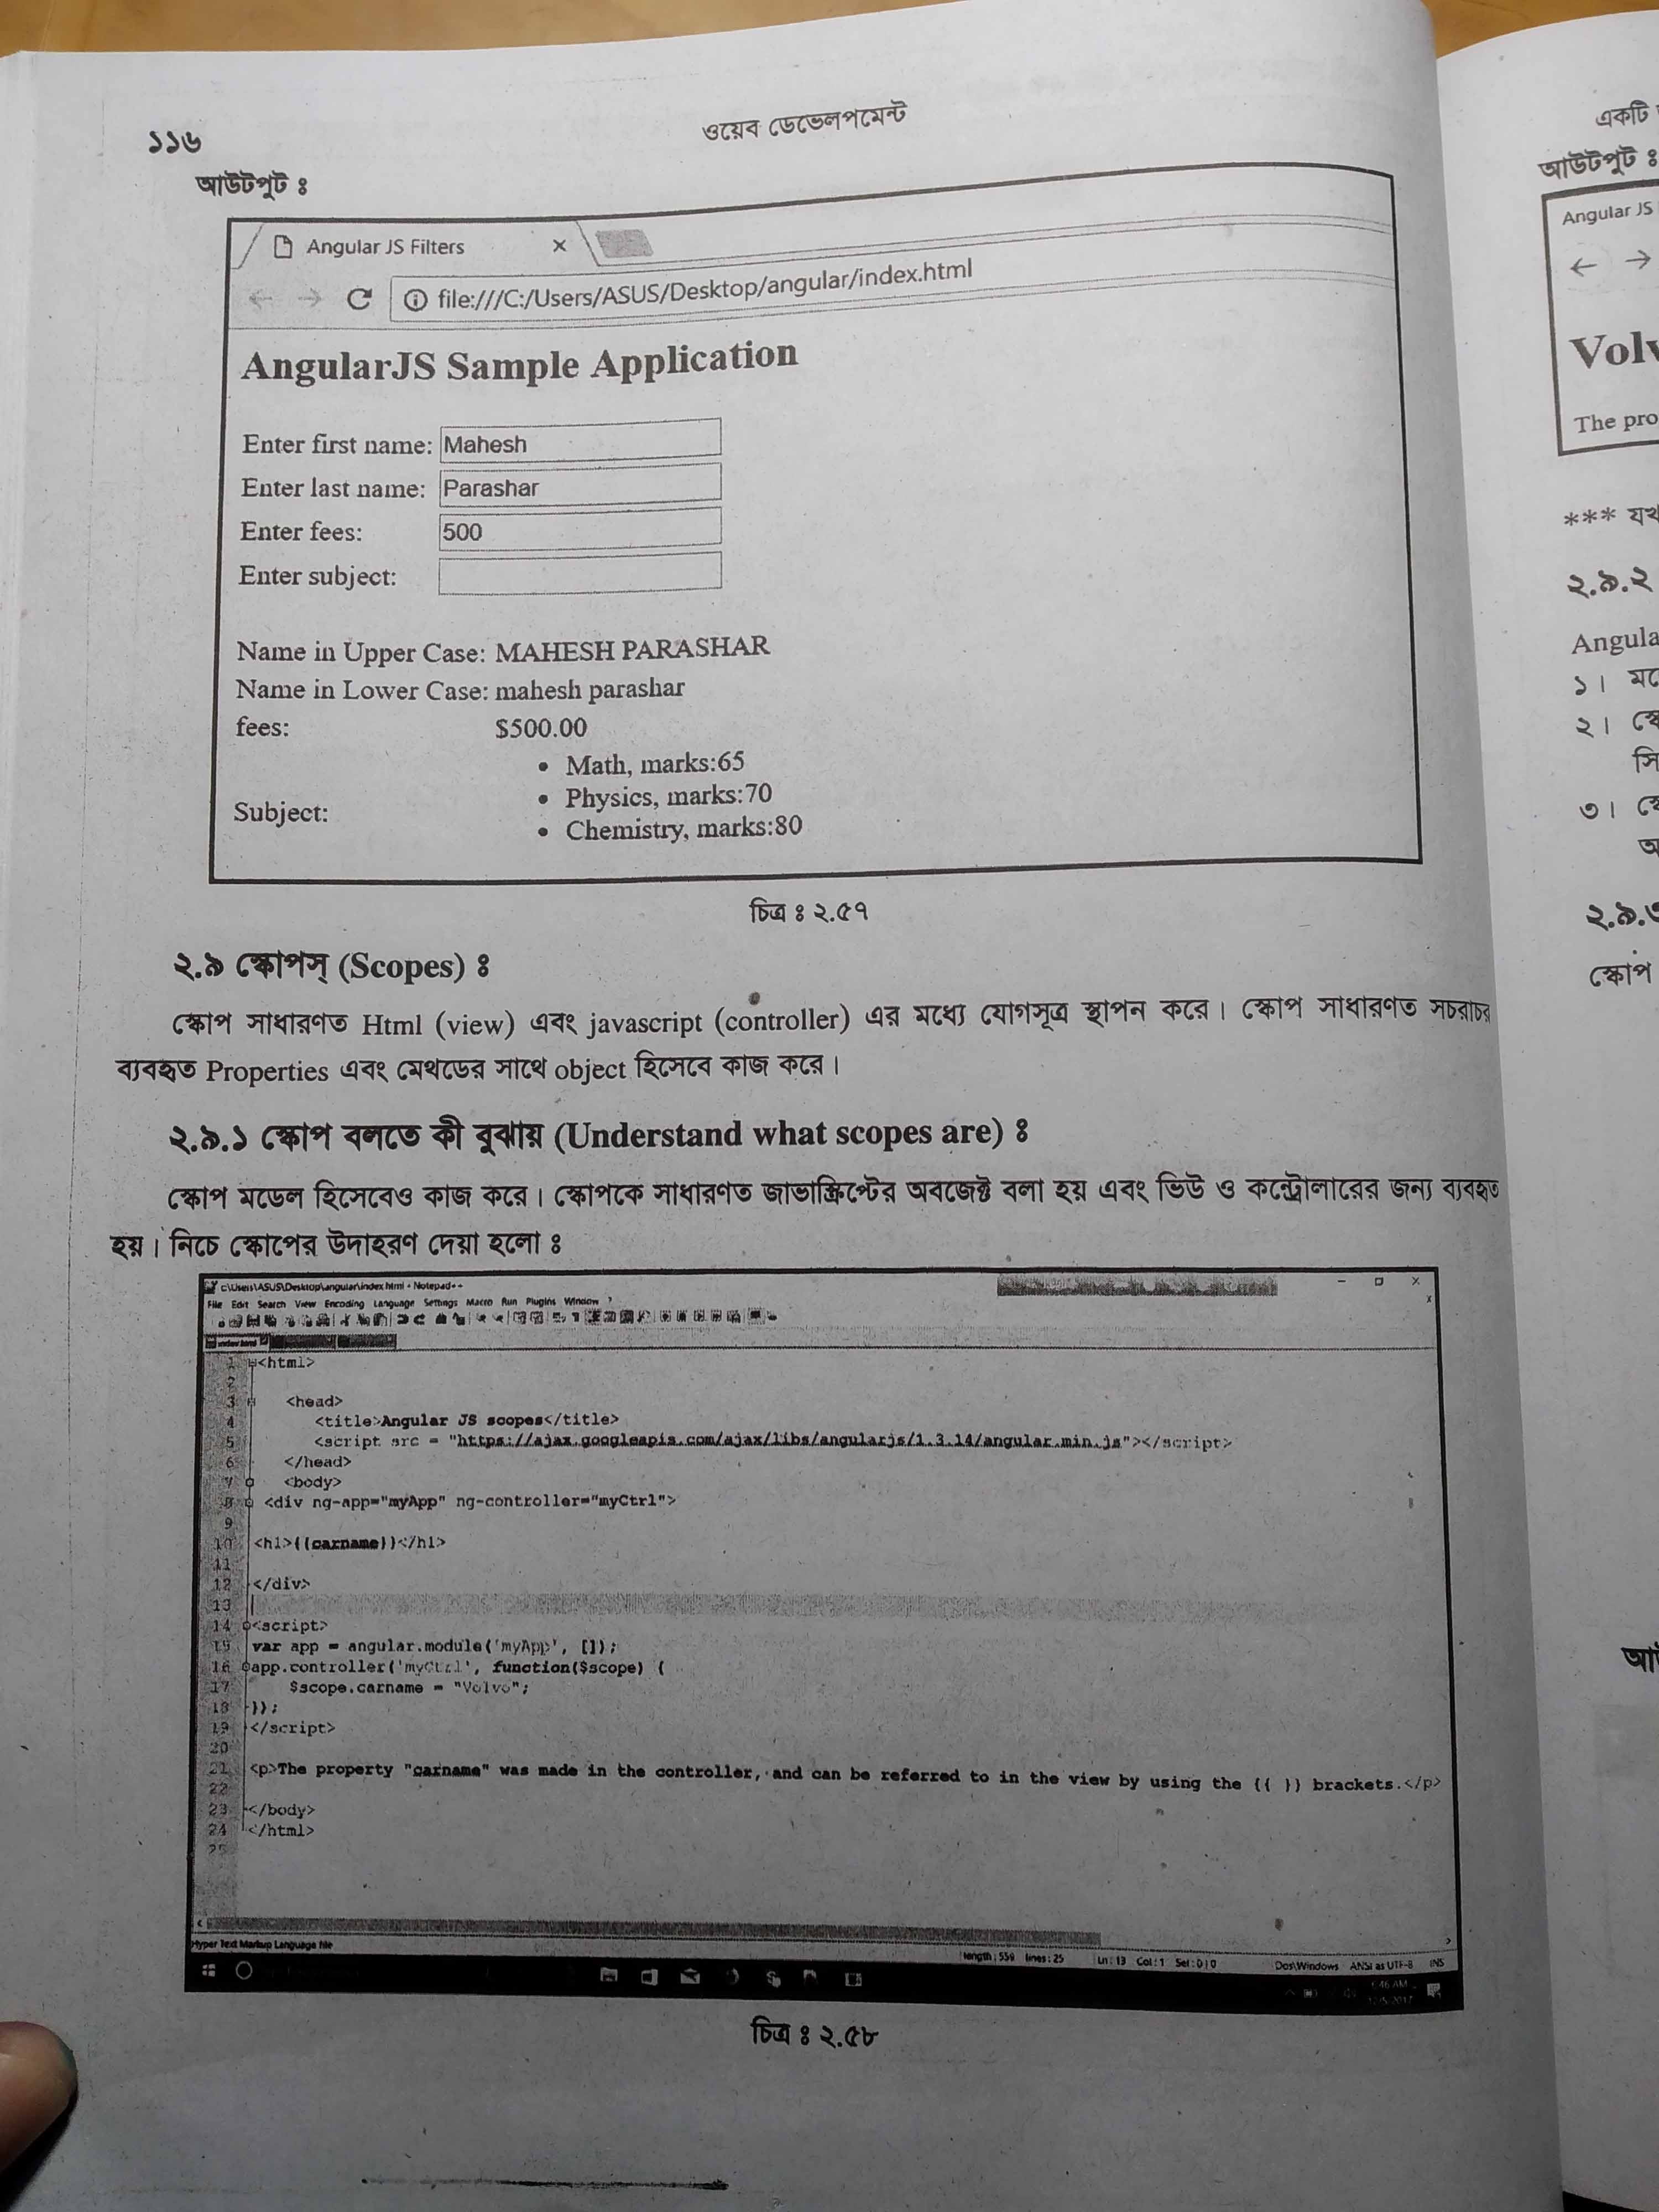 ১১৬
ওয়েব ডেভেলপমেন্ট
আউটপুট ঃ
Angular JS Filters
file:///C:/Users/ASUS/Desktop/angular/index.html
AngularJS Sample Application
Enter first name: Mahesh
Enter last name: Parashar
Enter fees: 500
Enter subject:
Name in Upper Case: MAHESH PARASHAR
Name in Lower Case: mahesh parashar
fees: $500.00
• Math, marks:65
• Physics, marks:70
Subject:
• Chemistry, marks:80
চিত্র ঃ ২.৫৭
২.৯ স্কোপস্ (Scopes) ঃ
স্কোপ সাধারণত Html (view) এবং javascript (controller) এর মধ্যে যোগসূত্র স্থাপন করে। স্কোপ সাধারণত সচরাচর
ব্যবহৃত Properties এবং মেথডের সাথে object হিসেবে কাজ করে।
২.৯.১ স্কোপ বলতে কী বুঝায় (Understand what scopes are) ঃ
স্কোপ মডেল হিসেবেও কাজ করে। স্কোপকে সাধারণত জাভাস্ক্রিপ্টের অবজেক্ট বলা হয় এবং ভিউ ও কন্ট্রোলারের জন্য ব্যবহৃত
হয়। নিচে স্কোপের উদাহরণ দেয়া হলো ঃ
C:\Users\ASUS\Desktop\angular\index.html - Notepad++
File Edit Search View Encoding Language Settings Macro Run Plugins Window ?
1 <html>
2
3 <head>
4 <title>Angular JS scopes</title>
5 <script src = "https://ajax.googleapis.com/ajax/libs/angularjs/1.3.14/angular.min.js"></script>
6 </head>
7 <body>
8 <div ng-app="myApp" ng-controller="myCtrl">
9
10 <h1>{{carname}}</h1>
11
12 </div>
13
14 <script>
15 var app = angular.module('myApp', []);
16 app.controller('myCtrl', function($scope) {
17 $scope.carname = "Volvo";
18 });
19 </script>
20
21 <p>The property "carname" was made in the controller, and can be referred to in the view by using the {{ }} brackets.</p>
22
23 </body>
24 </html>
25
Hyper Text Markup Language file
length : 559 lines : 25 Ln : 13 Col : 1 Sel : 0 | 0 Dos\Windows ANSI as UTF-8 INS
চিত্র ঃ ২.৫৮
একটি
আউটপুট ঃ
Angular JS
The pro
*** যখ
২.৯.২
১।
২।
৩।
স্কোপ